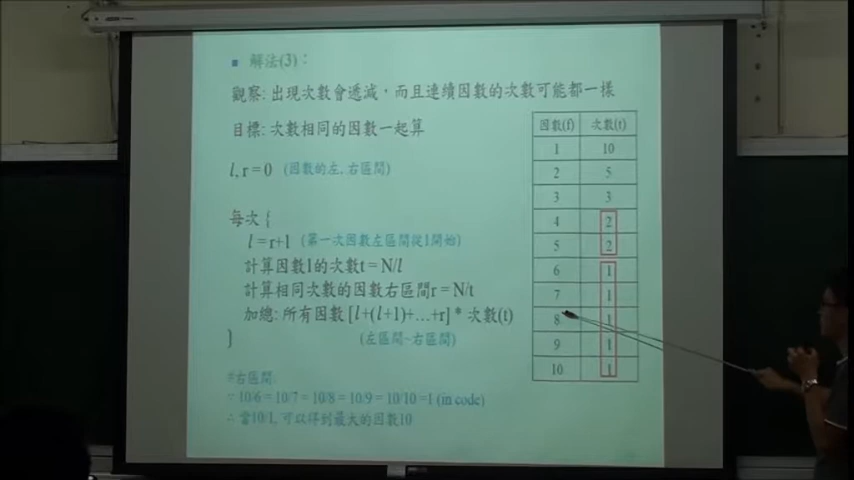 解法(3)：
觀察: 出現次數會遞減，而且連續因數的次數可能都一樣
目標: 次數相同的因數一起算
l, r = 0 (因數的左, 右區間)
每次 {
l = r+1 (第一次因數左區間從1開始)
計算因數l的次數t = N/l
計算相同次數的因數右區間r = N/t
加總: 所有因數 [l+(l+1)+…+r] * 次數(t)
} (左區間~右區間)
#右區間:
∵ 10/6 = 10/7 = 10/8 = 10/9 = 10/10 =1 (in code)
∴ 當10/1, 可以得到最大的因數10
因數(f) 次數(t)
1 10
2 5
3 3
4 2
5 2
6 1
7 1
8 1
9 1
10 1